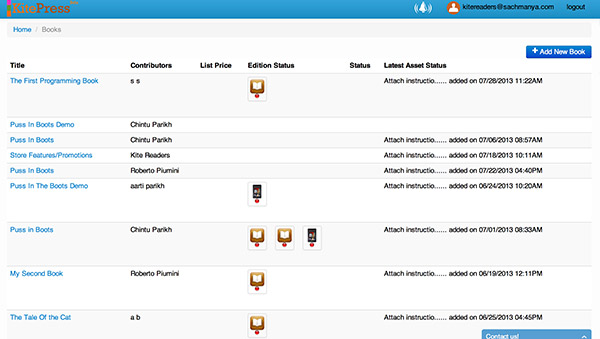 KitePress kitereaders@sachmanya.com logout
Home / Books
+ Add New Book
Title Contributors List Price Edition Status Status Latest Asset Status
The First Programming Book s s Attach instructio...... added on 07/28/2013 11:22AM
Puss In Boots Demo Chintu Parikh
Puss In Boots Chintu Parikh Attach instructio...... added on 07/06/2013 08:57AM
Store Features/Promotions Kite Readers Attach instructio...... added on 07/18/2013 10:11AM
Puss In Boots Roberto Piumini Attach instructio...... added on 07/22/2013 04:40PM
Puss In The Boots Demo aarti parikh Attach instructio...... added on 06/24/2013 10:20AM
Puss in Boots Chintu Parikh Attach instructio...... added on 07/01/2013 08:33AM
My Second Book Roberto Piumini Attach instructio...... added on 06/19/2013 12:11PM
The Tale Of the Cat a b Attach instructio...... added on 06/25/2013 04:45PM
Contact us!